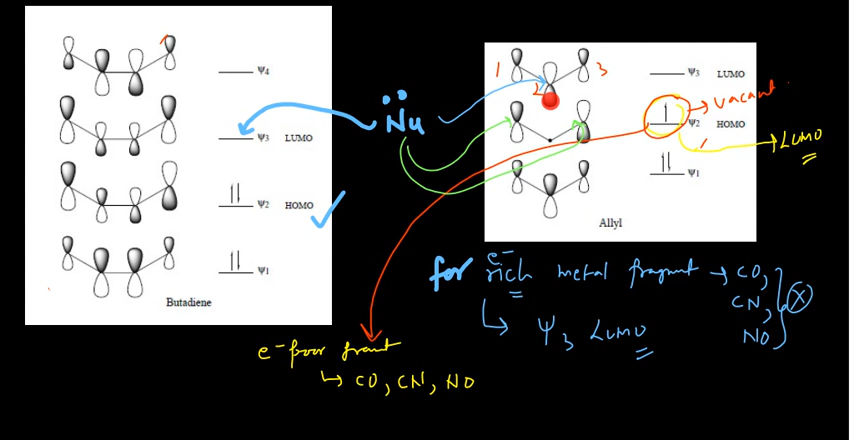 Ψ4
Ψ3 LUMO
Ψ2 HOMO
Ψ1
Butadiene
Nu
1
2
3
Ψ3 LUMO
Ψ2 HOMO
Ψ1
Allyl
vacant
LUMO
for e⁻ rich metal fragment → CO,
CN,
NO
X
↳ Ψ3 LUMO
e⁻ poor
↳ CO, CN, NO